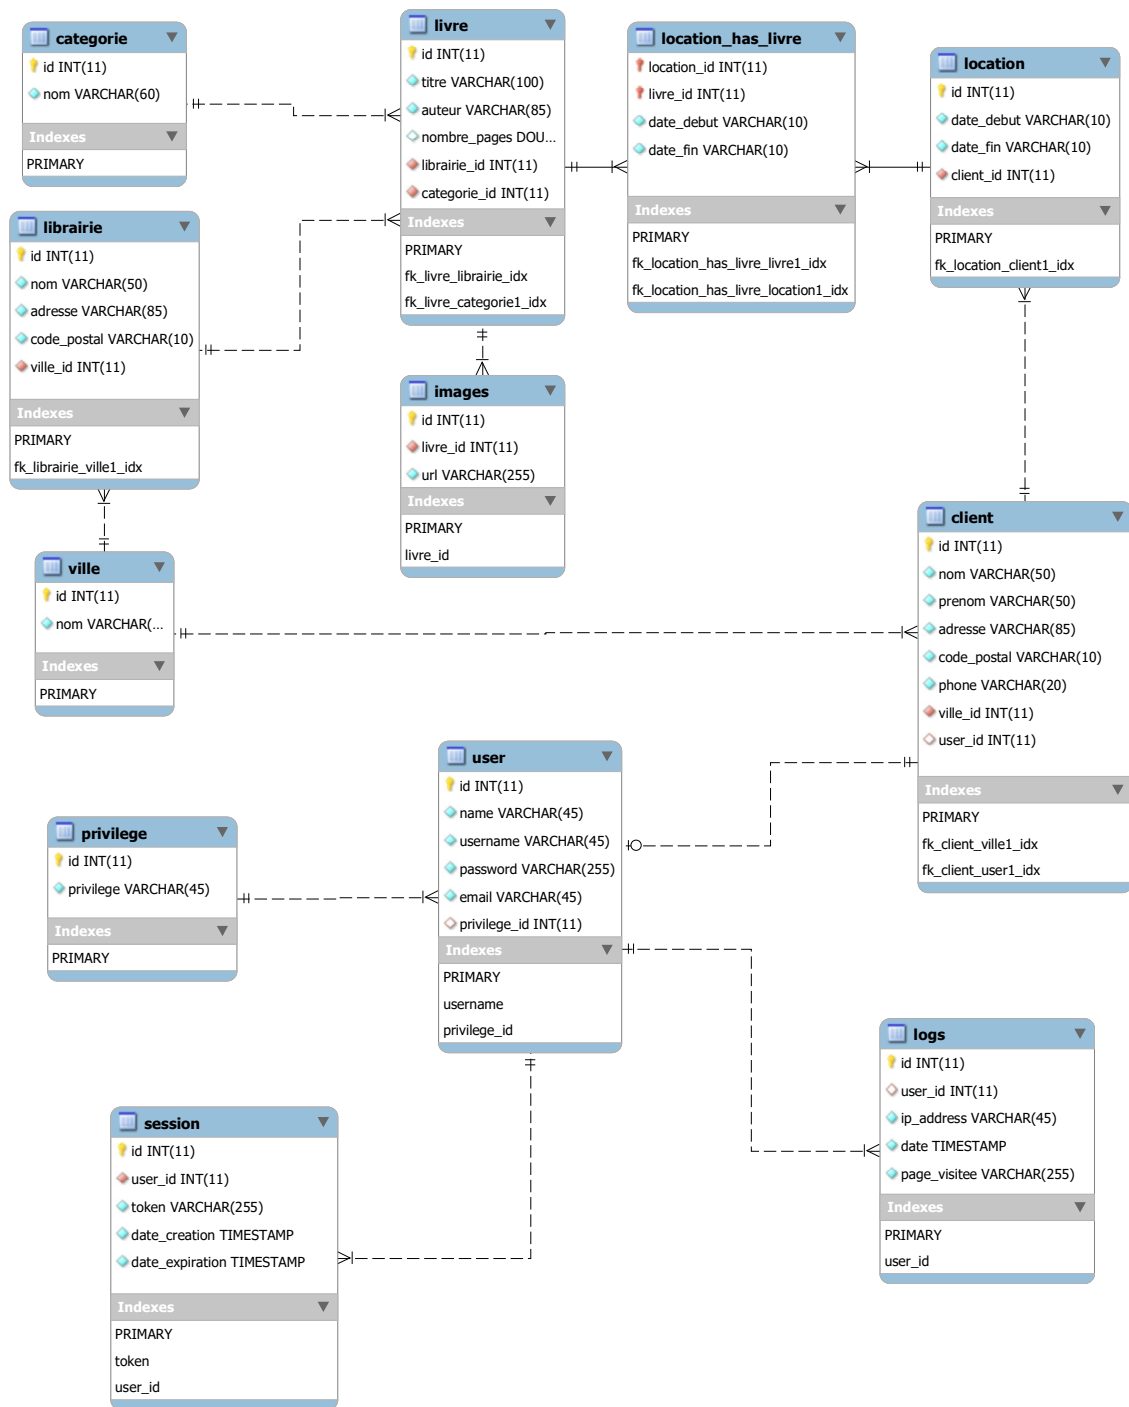 categorie
id INT(11)
nom VARCHAR(60)
Indexes
PRIMARY
livre
id INT(11)
titre VARCHAR(100)
auteur VARCHAR(85)
nombre_pages DOU...
librairie_id INT(11)
categorie_id INT(11)
Indexes
PRIMARY
fk_livre_librairie_idx
fk_livre_categorie1_idx
location_has_livre
location_id INT(11)
livre_id INT(11)
date_debut VARCHAR(10)
date_fin VARCHAR(10)
Indexes
PRIMARY
fk_location_has_livre_livre1_idx
fk_location_has_livre_location1_idx
location
id INT(11)
date_debut VARCHAR(10)
date_fin VARCHAR(10)
client_id INT(11)
Indexes
PRIMARY
fk_location_client1_idx
librairie
id INT(11)
nom VARCHAR(50)
adresse VARCHAR(85)
code_postal VARCHAR(10)
ville_id INT(11)
Indexes
PRIMARY
fk_librairie_ville1_idx
images
id INT(11)
livre_id INT(11)
url VARCHAR(255)
Indexes
PRIMARY
livre_id
ville
id INT(11)
nom VARCHAR(...
Indexes
PRIMARY
client
id INT(11)
nom VARCHAR(50)
prenom VARCHAR(50)
adresse VARCHAR(85)
code_postal VARCHAR(10)
phone VARCHAR(20)
ville_id INT(11)
user_id INT(11)
Indexes
PRIMARY
fk_client_ville1_idx
fk_client_user1_idx
user
id INT(11)
name VARCHAR(45)
username VARCHAR(45)
password VARCHAR(255)
email VARCHAR(45)
privilege_id INT(11)
Indexes
PRIMARY
username
privilege_id
privilege
id INT(11)
privilege VARCHAR(45)
Indexes
PRIMARY
logs
id INT(11)
user_id INT(11)
ip_address VARCHAR(45)
date TIMESTAMP
page_visitee VARCHAR(255)
Indexes
PRIMARY
user_id
session
id INT(11)
user_id INT(11)
token VARCHAR(255)
date_creation TIMESTAMP
date_expiration TIMESTAMP
Indexes
PRIMARY
token
user_id